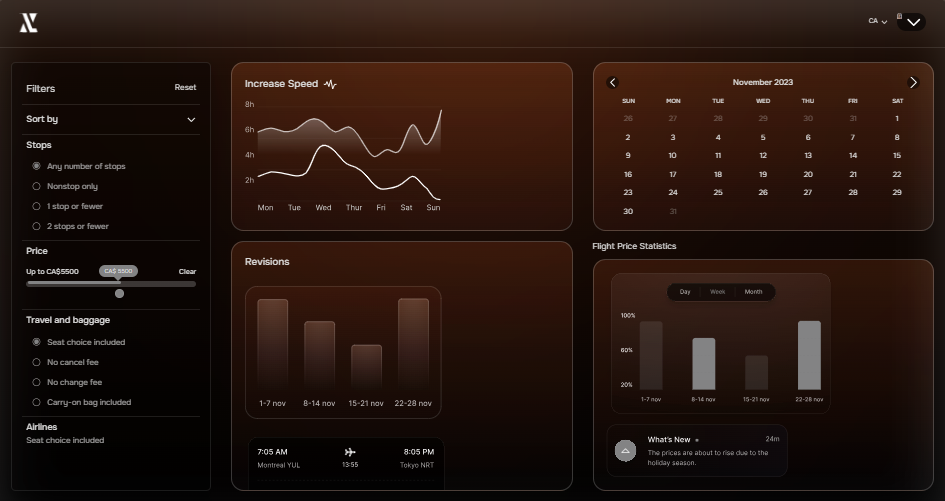 CA
Filters
Reset
Sort by
Stops
Any number of stops
Nonstop only
1 stop or fewer
2 stops or fewer
Price
Up to CA$5500
CA$ 5500
Clear
Travel and baggage
Seat choice included
No cancel fee
No change fee
Carry-on bag included
Airlines
Seat choice included
Increase Speed
8h
6h
4h
2h
Mon Tue Wed Thur Fri Sat Sun
Revisions
1-7 nov 8-14 nov 15-21 nov 22-28 nov
7:05 AM 8:05 PM
Montreal YUL 13:55 Tokyo NRT
November 2023
SUN MON TUE WED THU FRI SAT
26 27 28 29 30 31 1
2 3 4 5 6 7 8
9 10 11 12 13 14 15
16 17 18 19 20 21 22
23 24 25 26 27 28 29
30 31
Flight Price Statistics
Day Week Month
100%
60%
20%
1-7 nov 8-14 nov 15-21 nov 22-28 nov
What's New 24m
The prices are about to rise due to the
holiday season.